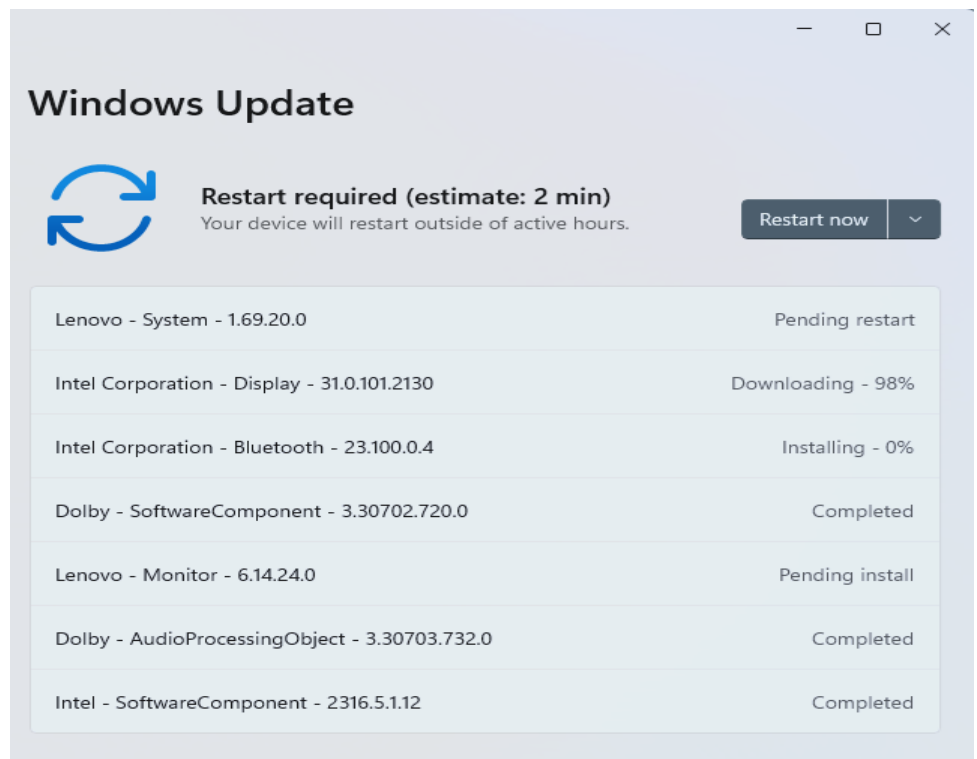 Windows Update
Restart required (estimate: 2 min)
Your device will restart outside of active hours.
Restart now
Lenovo - System - 1.69.20.0 Pending restart
Intel Corporation - Display - 31.0.101.2130 Downloading - 98%
Intel Corporation - Bluetooth - 23.100.0.4 Installing - 0%
Dolby - SoftwareComponent - 3.30702.720.0 Completed
Lenovo - Monitor - 6.14.24.0 Pending install
Dolby - AudioProcessingObject - 3.30703.732.0 Completed
Intel - SoftwareComponent - 2316.5.1.12 Completed